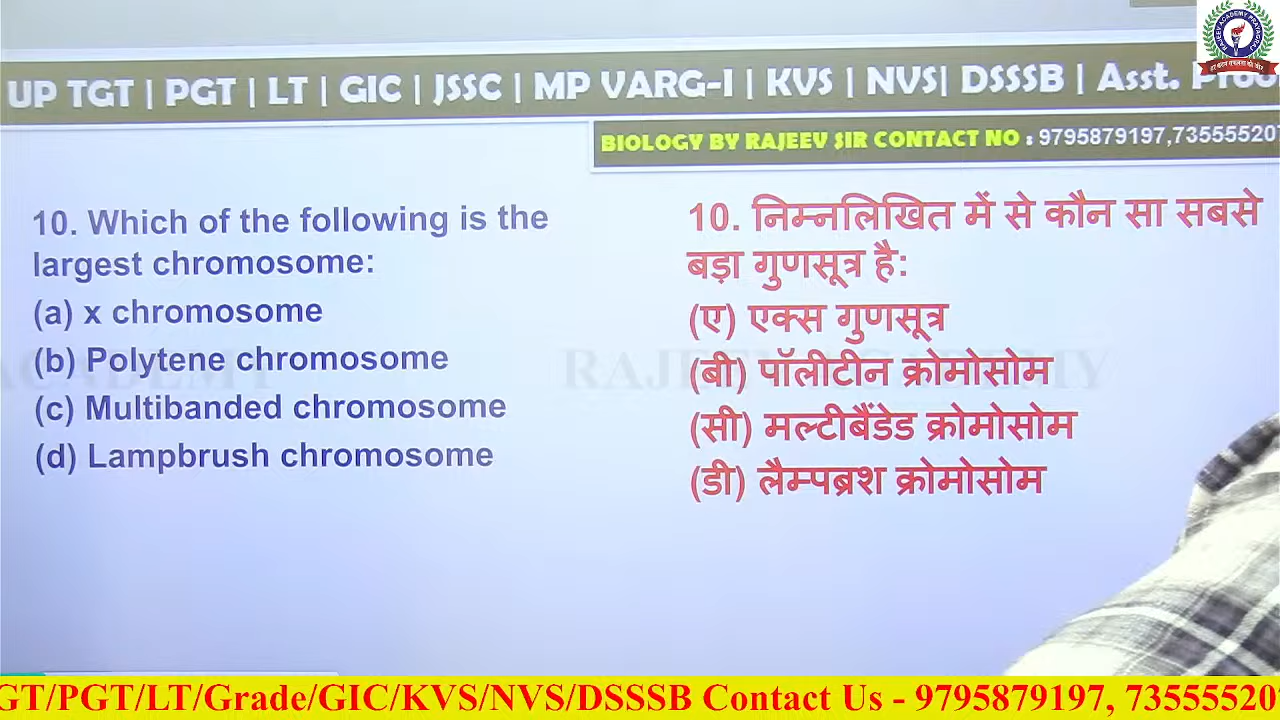 UP TGT | PGT | LT | GIC | JSSC | MP VARG-I | KVS | NVS| DSSSB | Asst.
BIOLOGY BY RAJEEV SIR CONTACT NO : 9795879197,73555520
10. Which of the following is the
largest chromosome:
(a) x chromosome
(b) Polytene chromosome
(c) Multibanded chromosome
(d) Lampbrush chromosome
10. निम्नलिखित में से कौन सा सबसे
बड़ा गुणसूत्र है:
(ए) एक्स गुणसूत्र
(बी) पॉलीटीन क्रोमोसोम
(सी) मल्टीबैंडेड क्रोमोसोम
(डी) लैम्पब्रश क्रोमोसोम
GT/PGT/LT/Grade/GIC/KVS/NVS/DSSSB Contact Us - 9795879197, 73555520